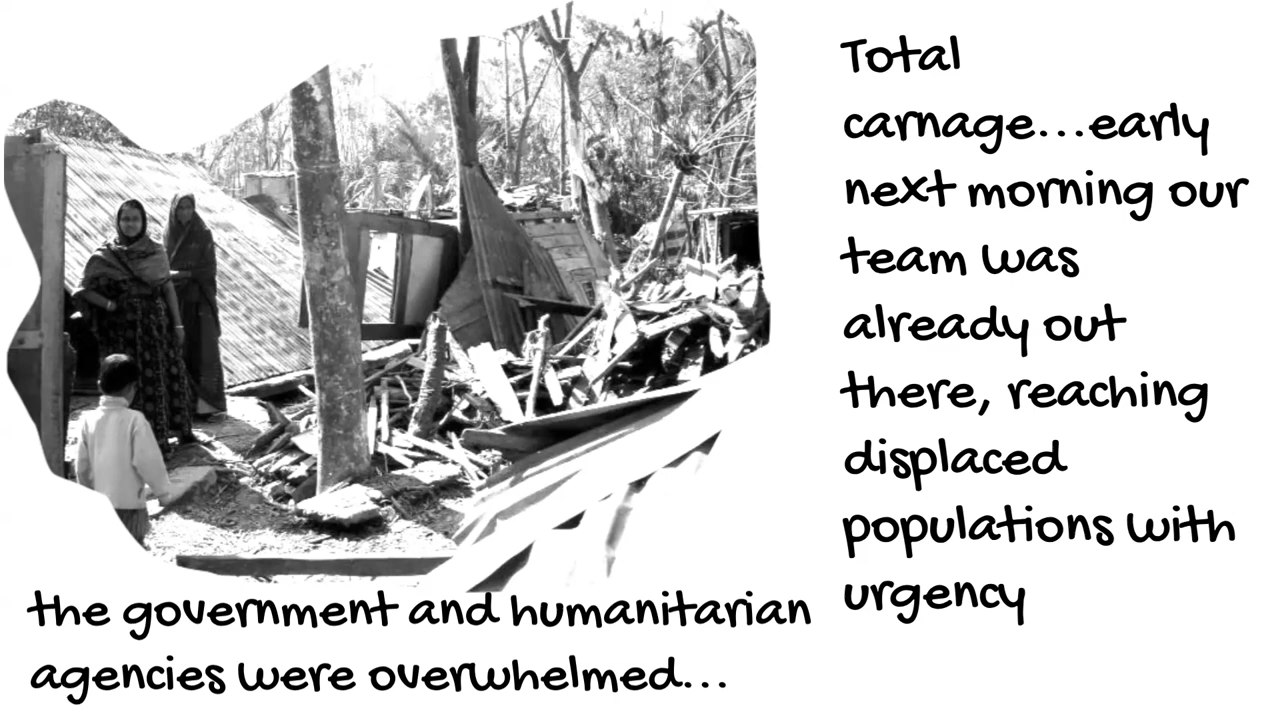 Total
carnage...early
next morning our
team was
already out
there, reaching
displaced
populations with
urgency
the government and humanitarian
agencies were overwhelmed...